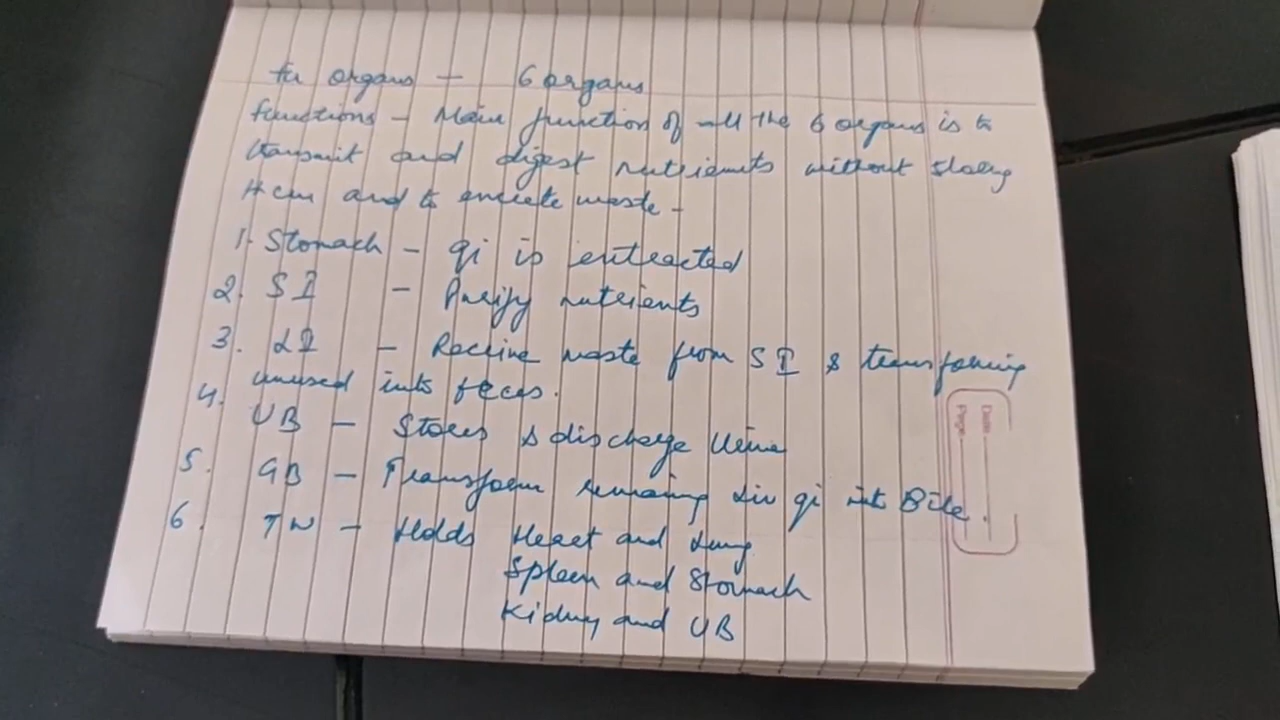 Fu organs - 6 organs
functions - Main function of all the 6 organs is to
transmit and digest nutrients without storing
them and to excrete waste -
1. Stomach - qi is extracted
2. SI - Purify nutrients
3. LI - Receive waste from SI & transforming
unused into feces.
4. UB - Stores & discharge Urine
5. GB - Transform remaining Liv qi into Bile.
6. TW - Holds Heart and Lung
Spleen and Stomach
Kidney and UB
Date
Page